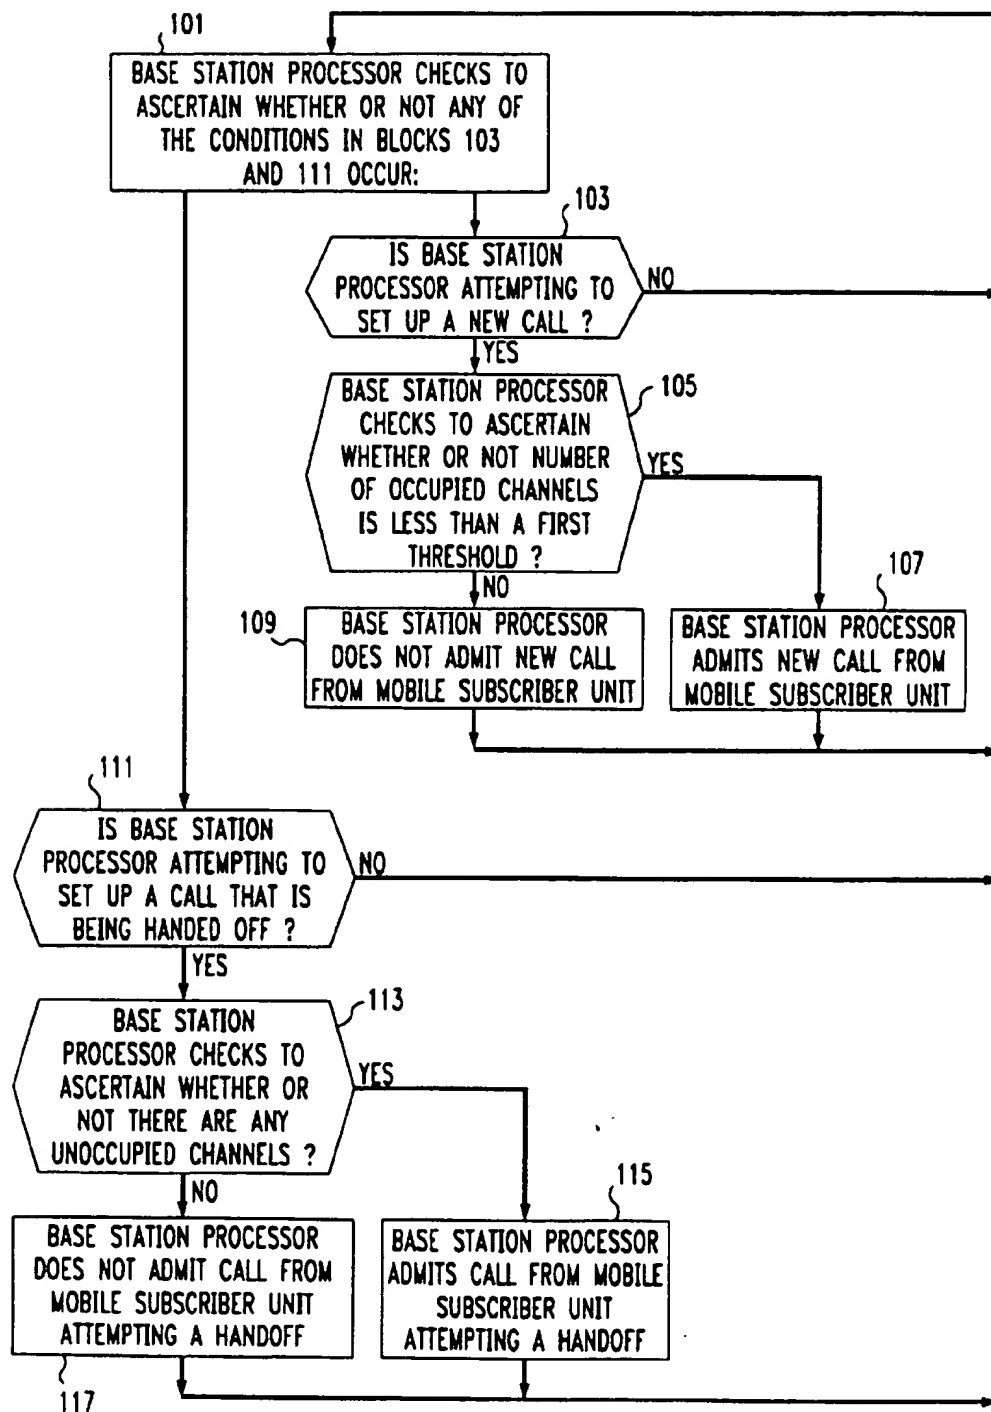 101
BASE STATION PROCESSOR CHECKS TO
ASCERTAIN WHETHER OR NOT ANY OF
THE CONDITIONS IN BLOCKS 103
AND 111 OCCUR:
103
IS BASE STATION
PROCESSOR ATTEMPTING TO
SET UP A NEW CALL ?
NO
YES
BASE STATION PROCESSOR
CHECKS TO ASCERTAIN
WHETHER OR NOT NUMBER
OF OCCUPIED CHANNELS
IS LESS THAN A FIRST
THRESHOLD ?
105
YES
NO
109
BASE STATION PROCESSOR
DOES NOT ADMIT NEW CALL
FROM MOBILE SUBSCRIBER UNIT
107
BASE STATION PROCESSOR
ADMITS NEW CALL FROM
MOBILE SUBSCRIBER UNIT
111
IS BASE STATION
PROCESSOR ATTEMPTING TO
SET UP A CALL THAT IS
BEING HANDED OFF ?
NO
YES
113
BASE STATION
PROCESSOR CHECKS TO
ASCERTAIN WHETHER OR
NOT THERE ARE ANY
UNOCCUPIED CHANNELS ?
YES
NO
BASE STATION PROCESSOR
DOES NOT ADMIT CALL FROM
MOBILE SUBSCRIBER UNIT
ATTEMPTING A HANDOFF
117
115
BASE STATION PROCESSOR
ADMITS CALL FROM MOBILE
SUBSCRIBER UNIT
ATTEMPTING A HANDOFF